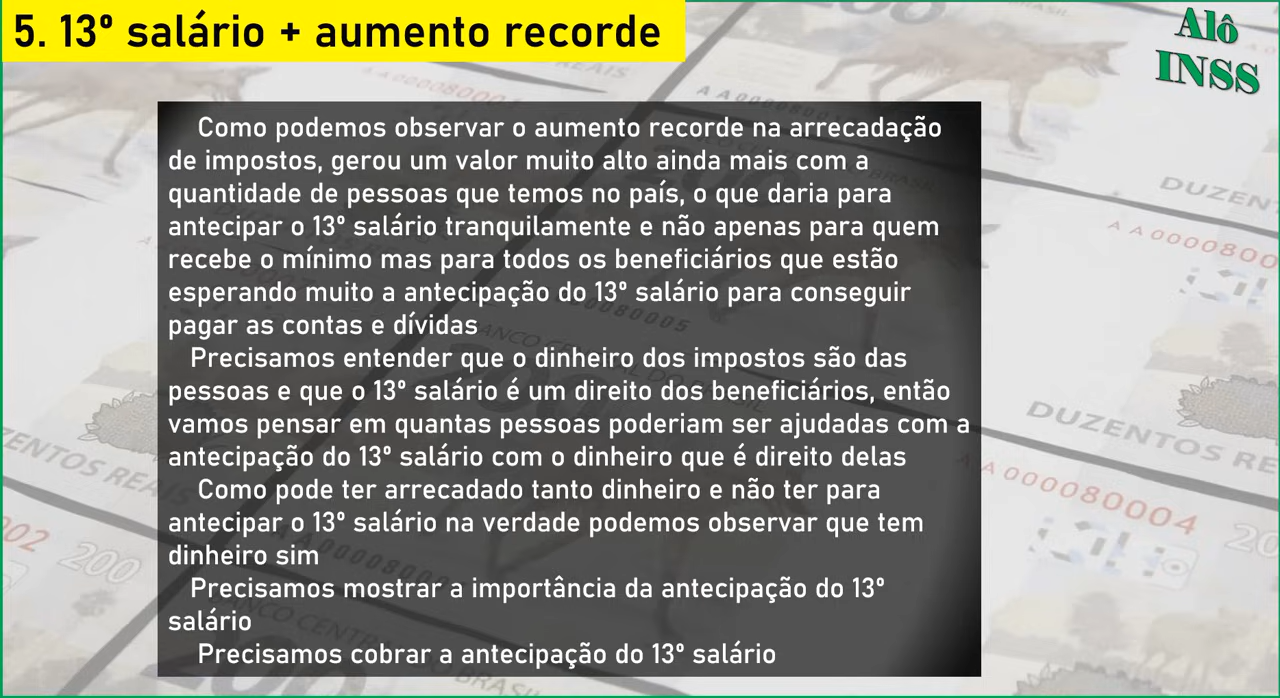 5. 13º salário + aumento recorde
Alô
INSS
Como podemos observar o aumento recorde na arrecadação
de impostos, gerou um valor muito alto ainda mais com a
quantidade de pessoas que temos no país, o que daria para
antecipar o 13º salário tranquilamente e não apenas para quem
recebe o mínimo mas para todos os beneficiários que estão
esperando muito a antecipação do 13º salário para conseguir
pagar as contas e dívidas
Precisamos entender que o dinheiro dos impostos são das
pessoas e que o 13º salário é um direito dos beneficiários, então
vamos pensar em quantas pessoas poderiam ser ajudadas com a
antecipação do 13º salário com o dinheiro que é direito delas
Como pode ter arrecadado tanto dinheiro e não ter para
antecipar o 13º salário na verdade podemos observar que tem
dinheiro sim
Precisamos mostrar a importância da antecipação do 13º
salário
Precisamos cobrar a antecipação do 13º salário
DUZENTOS RE
A A 000080004
200